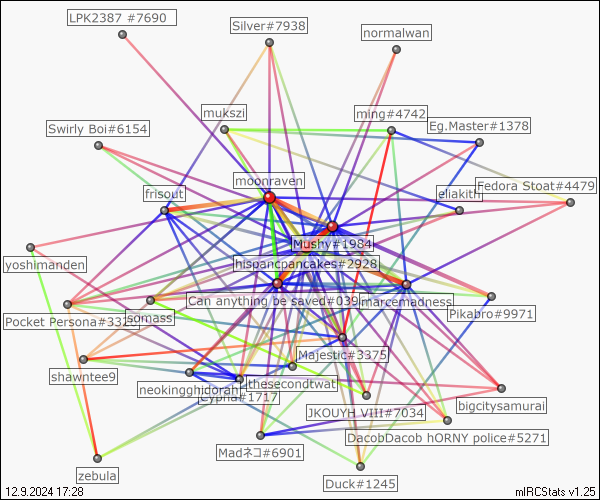 LPK2387 #7690
Silver#7938
normalwan
mukszi
ming#4742
Swirly Boi#6154
Eg.Master#1378
moonraven
frisout
eliakith
Fedora Stoat#4479
Mushy#1984
yoshimanden
hispanicpancakes#2928
Can anything be saved#039
marcemadness
Pocket Persona#332
somass
Pikabro#9971
Majestic#3375
shawntee9
thesecondtwat
neokingghidorah
Cypha#1717
JKOUYH VIII#7034
bigcitysamurai
DacobDacob hORNY police#5271
Madネコ#6901
zebula
Duck#1245
12.9.2024 17:28
mIRCStats v1.25